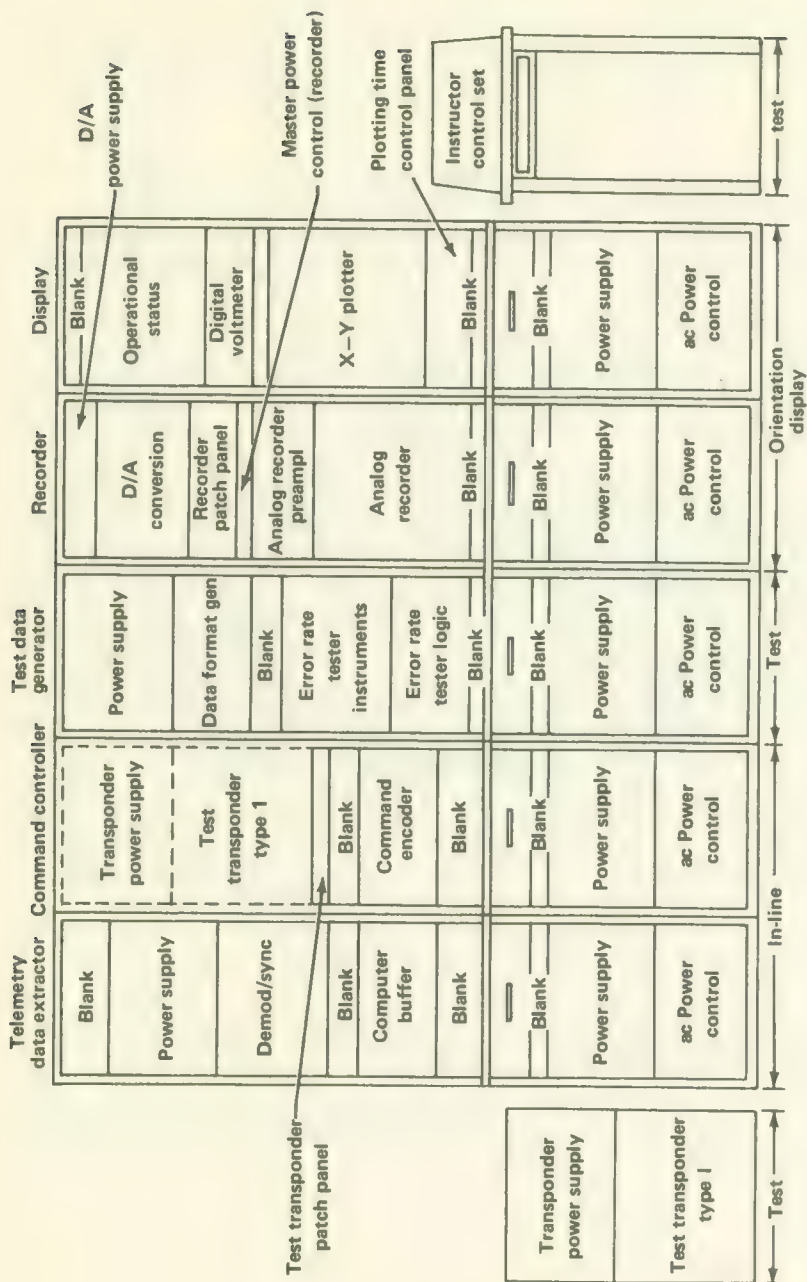 Telemetry
data extractor
Command controller
Test data
generator
Recorder
Display
D/A
power supply
Master power
control (recorder)
Plotting time
control panel
Test transponder
patch panel
Blank
Power supply
Demod/sync
Blank
Computer
buffer
Blank
Blank
Power supply
ac Power
control
Transponder
power supply
Test
transponder
type 1
Blank
Command
encoder
Blank
Blank
Power supply
ac Power
control
Power supply
Data format gen
Blank
Error rate
tester
instruments
Error rate
tester logic
Blank
Blank
Power supply
ac Power
control
D/A
conversion
Recorder
patch panel
Analog recorder
preampl
Analog
recorder
Blank
Blank
Power supply
ac Power
control
Blank
Operational
status
Digital
voltmeter
X-Y plotter
Blank
Blank
Power supply
ac Power
control
Instructor
control set
Transponder
power supply
Test transponder
type I
Test
In-line
Test
Orientation
display
test